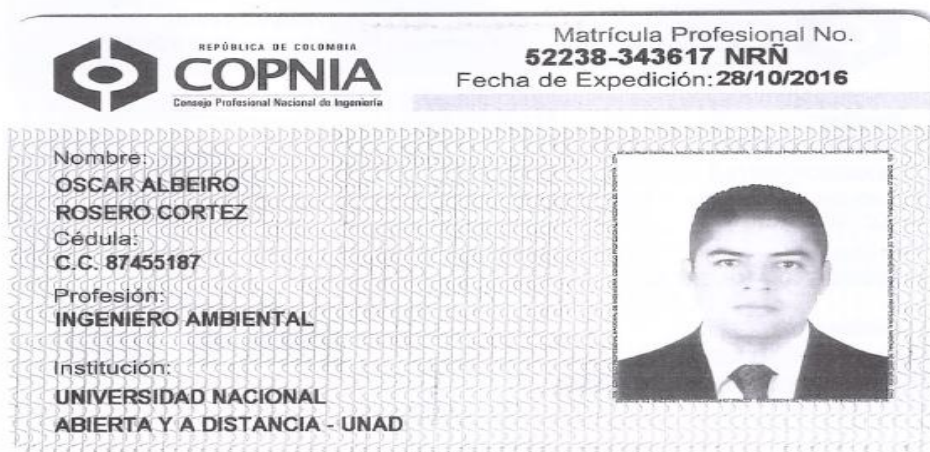 REPÚBLICA DE COLOMBIA
COPNIA
Consejo Profesional Nacional de Ingeniería
Matrícula Profesional No.
52238-343617 NRÑ
Fecha de Expedición: 28/10/2016
Nombre:
OSCAR ALBEIRO
ROSERO CORTEZ
Cédula:
C.C. 87455187
Profesión:
INGENIERO AMBIENTAL
Institución:
UNIVERSIDAD NACIONAL
ABIERTA Y A DISTANCIA - UNAD